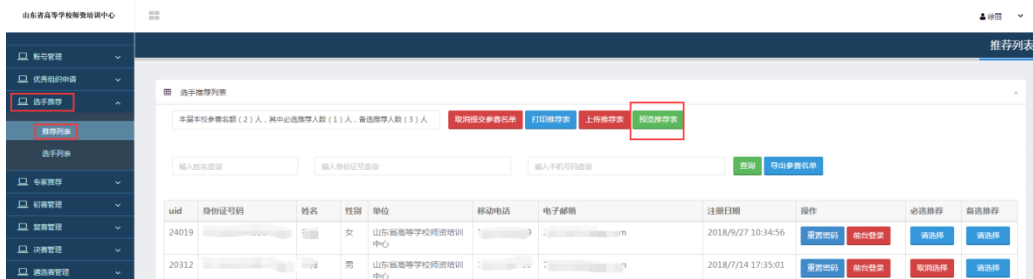 山东省高等学校师资培训中心
修丽
推荐列表
账号管理
优秀组织申请
选手推荐
推荐列表
选手列表
专家推荐
初赛管理
复赛管理
决赛管理
遴选赛管理
选手推荐列表
本届本校参赛名额(2)人,其中必选推荐人数(1)人,备选推荐人数(3)人
取消提交参赛名单 打印推荐表 上传推荐表 预览推荐表
输入姓名查询 输入身份证号查询 输入手机号码查询 查询 导出参赛名单
uid 身份证号码 姓名 性别 单位 移动电话 电子邮箱 注册日期 操作 必选推荐 备选推荐
24019 女 山东省高等学校师资培训中心 9 m 2018/9/27 10:34:56 重置密码 前台登录 请选择 请选择
20312 男 山东省高等学校师资培训中心 2018/7/14 17:35:01 重置密码 前台登录 取消选择 请选择